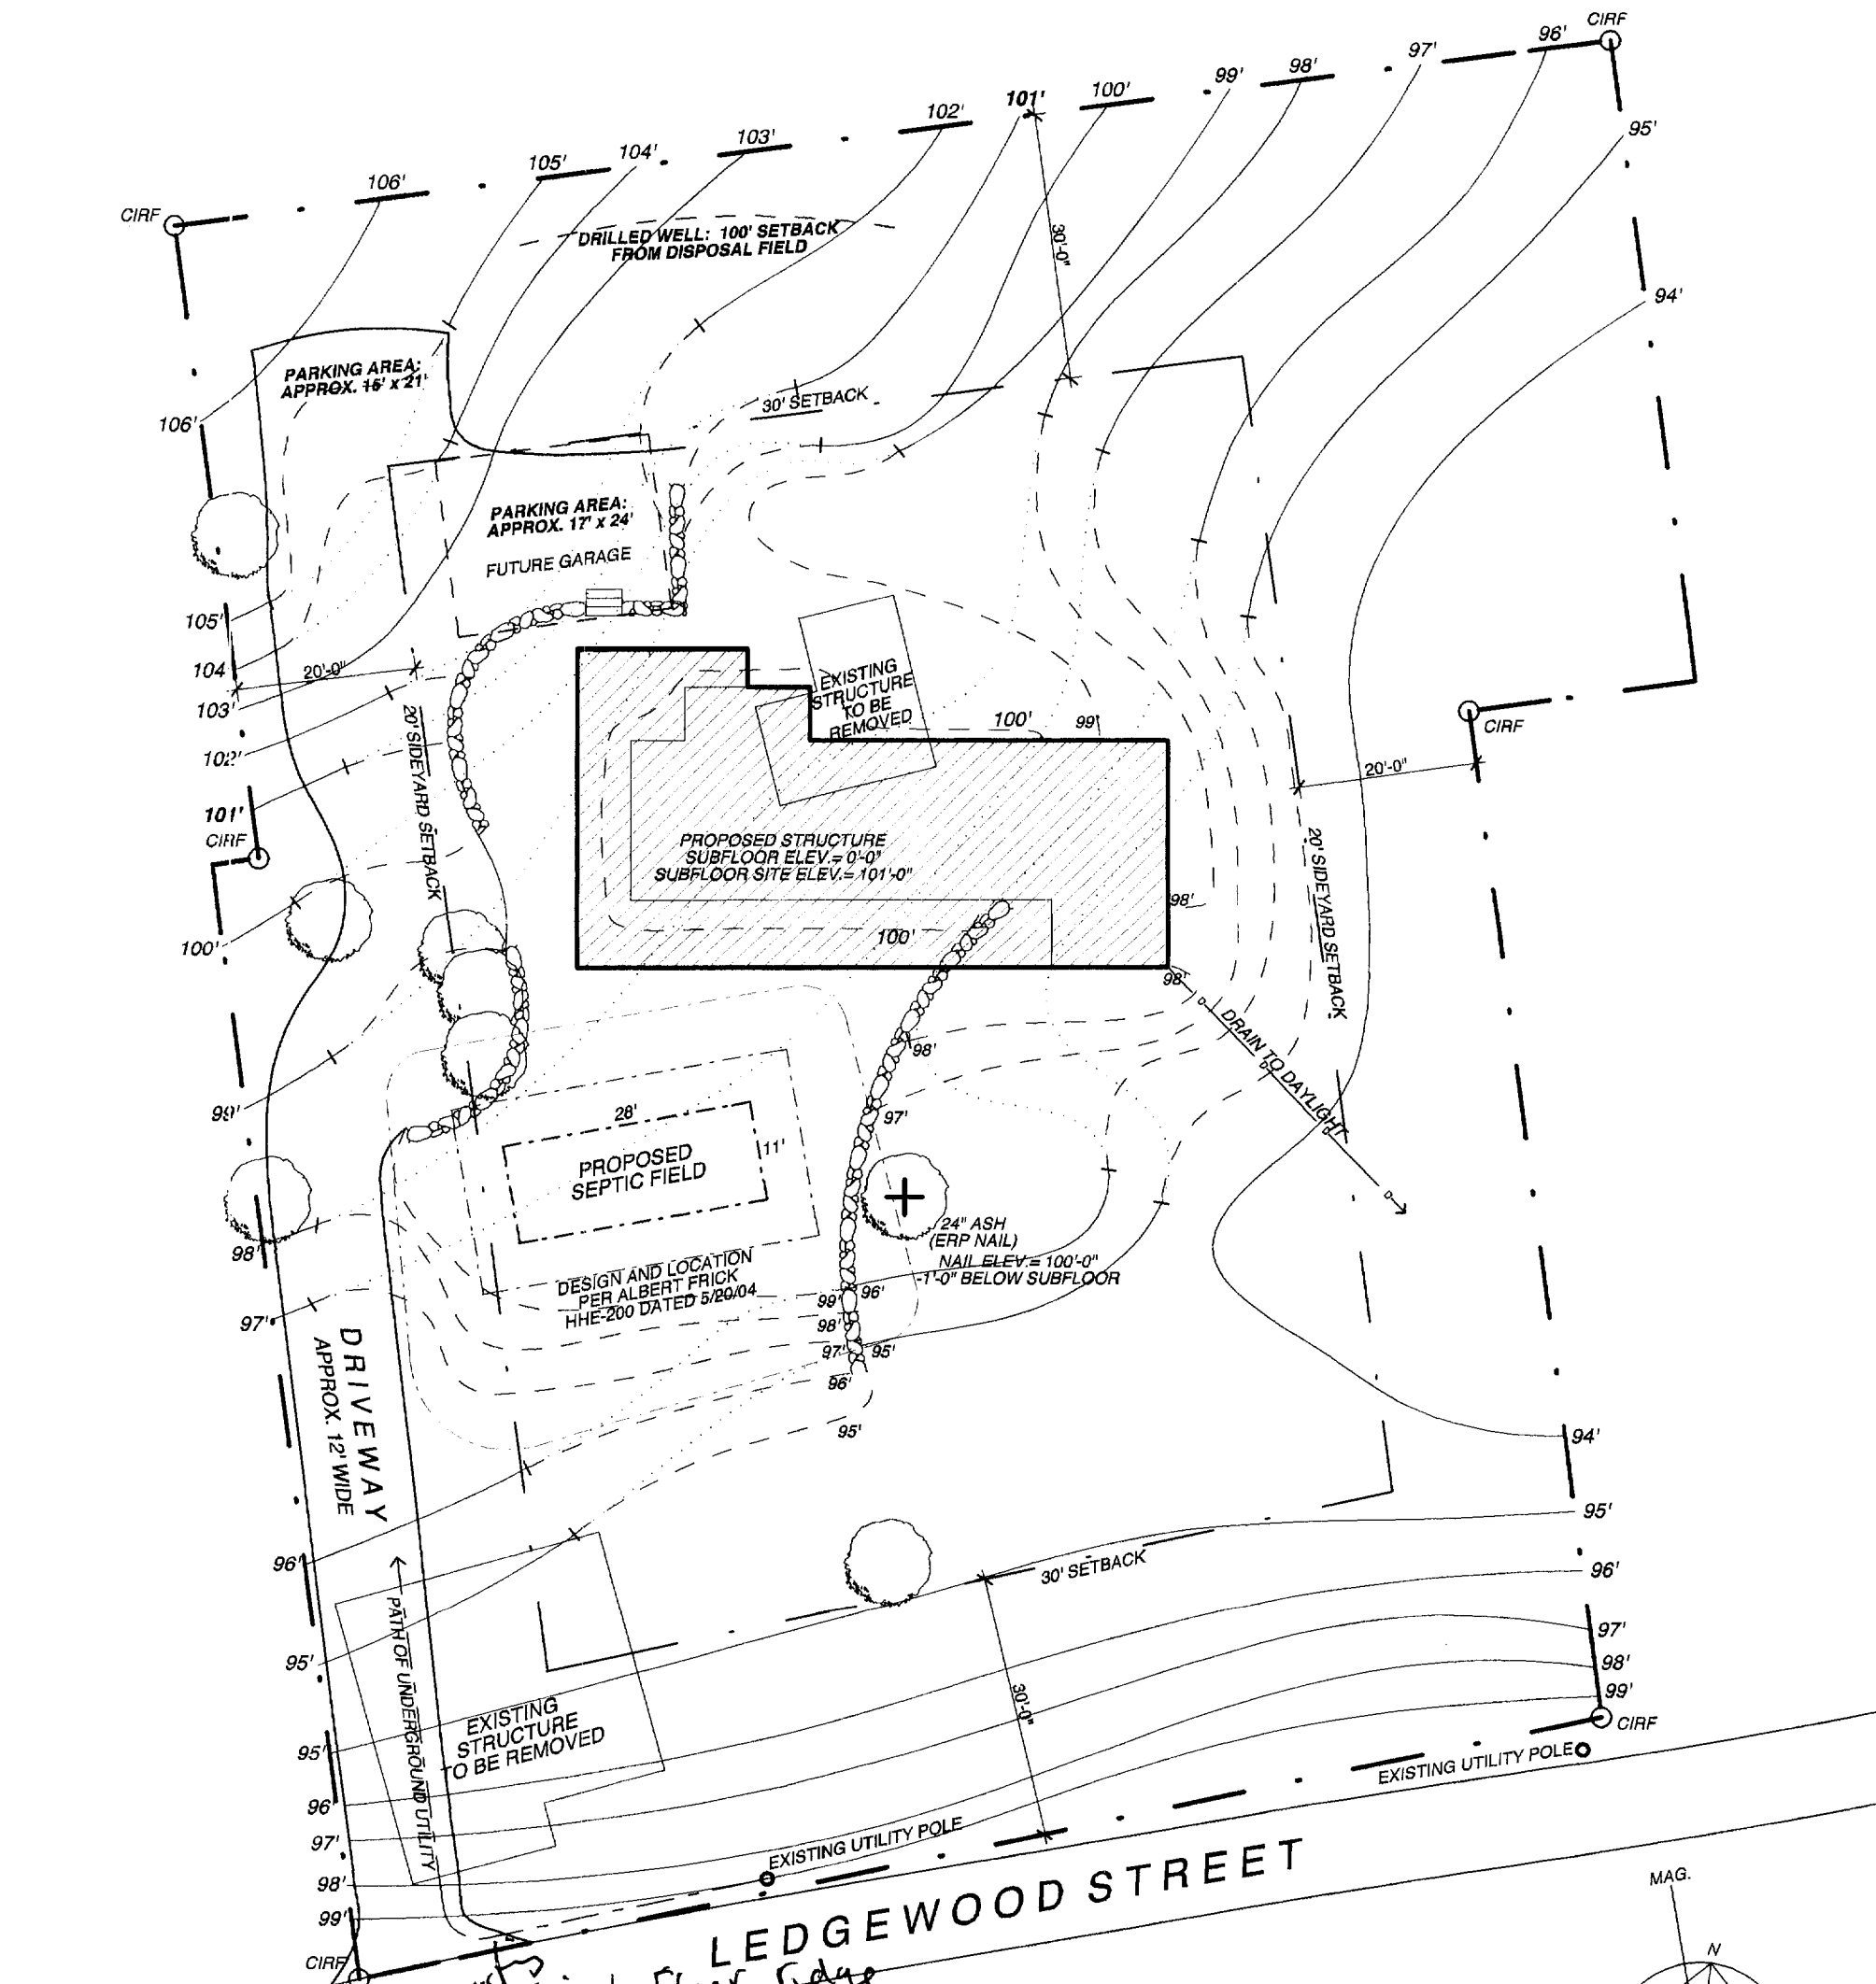 CIRF
96'
97'
98'
99'
100'
101'
102'
103'
104'
105'
106'
95'
CIRF
DRILLED WELL: 100' SETBACK
FROM DISPOSAL FIELD
30'-0"
94'
PARKING AREA:
APPROX. 15' x 21'
30' SETBACK
106'
PARKING AREA:
APPROX. 17' x 24'
FUTURE GARAGE
105'
104
20'-0"
103'
102'
101'
CIRF
20' SIDEYARD SETBACK
EXISTING
STRUCTURE
TO BE
REMOVED
100'
99'
CIRF
20'-0"
PROPOSED STRUCTURE
SUBFLOOR ELEV.= 0'-0"
SUBFLOOR SITE ELEV.= 101'-0"
98'
100'
20' SIDEYARD SETBACK
100'
98'
DRAIN TO DAYLIGHT
98'
99'
97'
28'
11'
PROPOSED
SEPTIC FIELD
24" ASH
(ERP NAIL)
NAIL ELEV.= 100'-0"
-1'-0" BELOW SUBFLOOR
98'
DESIGN AND LOCATION
PER ALBERT FRICK
HHE-200 DATED 5/20/04
99'
96'
98'
97'
95'
96'
97'
95'
94'
DRIVEWAY
APPROX. 12' WIDE
95'
96'
30' SETBACK
96'
97'
98'
99'
CIRF
PATH OF UNDERGROUND UTILITY
95'
30'-0"
EXISTING
STRUCTURE
TO BE REMOVED
95'
96'
97'
98'
99'
EXISTING UTILITY POLE
EXISTING UTILITY POLE
LEDGEWOOD STREET
MAG.
N
CIRF